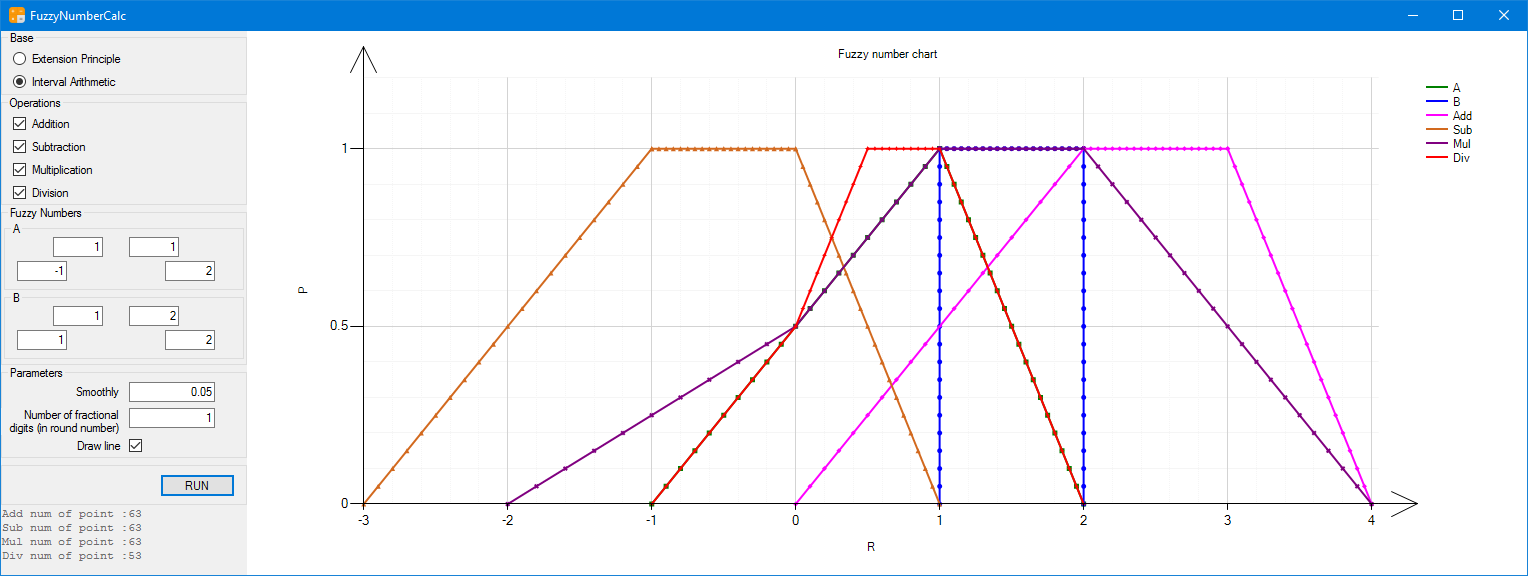 FuzzyNumberCalc
Base
Extension Principle
Interval Arithmetic
Operations
Addition
Subtraction
Multiplication
Division
Fuzzy Numbers
A
1 1
-1 2
B
1 2
1 2
Parameters
Smoothly 0.05
Number of fractional
digits (in round number) 1
Draw line
RUN
Add num of point :63
Sub num of point :63
Mul num of point :63
Div num of point :53
Fuzzy number chart
P
1
0.5
0
-3 -2 -1 0 1 2 3 4
R
A
B
Add
Sub
Mul
Div